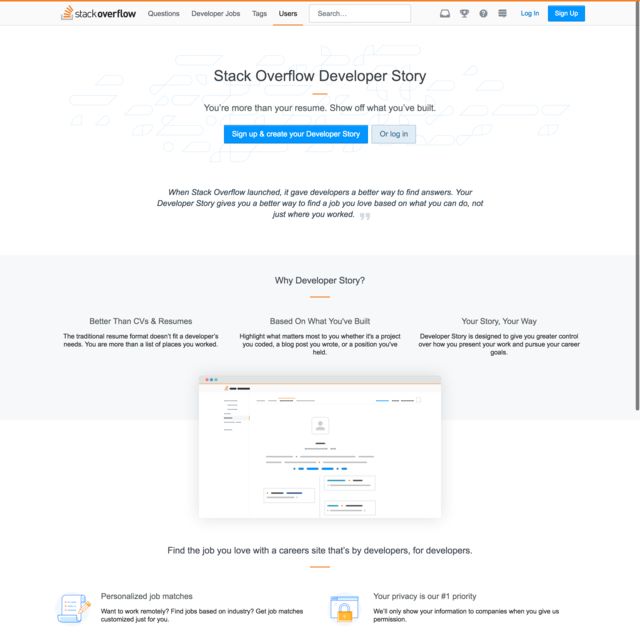 stackoverflow Questions Developer Jobs Tags Users Search... Log In Sign Up
Stack Overflow Developer Story
You're more than your resume. Show off what you've built.
Sign up & create your Developer Story Or log in
When Stack Overflow launched, it gave developers a better way to find answers. Your
Developer Story gives you a better way to find a job you love based on what you can do, not
just where you worked.
Why Developer Story?
Better Than CVs & Resumes
The traditional resume format doesn't fit a developer's
needs. You are more than a list of places you worked.
Based On What You've Built
Highlight what matters most to you whether it's a project
you coded, a blog post you wrote, or a position you've
held.
Your Story, Your Way
Developer Story is designed to give you greater control
over how you present your work and pursue your career
goals.
Find the job you love with a careers site that's by developers, for developers.
Personalized job matches
Want to work remotely? Find jobs based on industry? Get job matches
customized just for you.
Your privacy is our #1 priority
We'll only show your information to companies when you give us
permission.